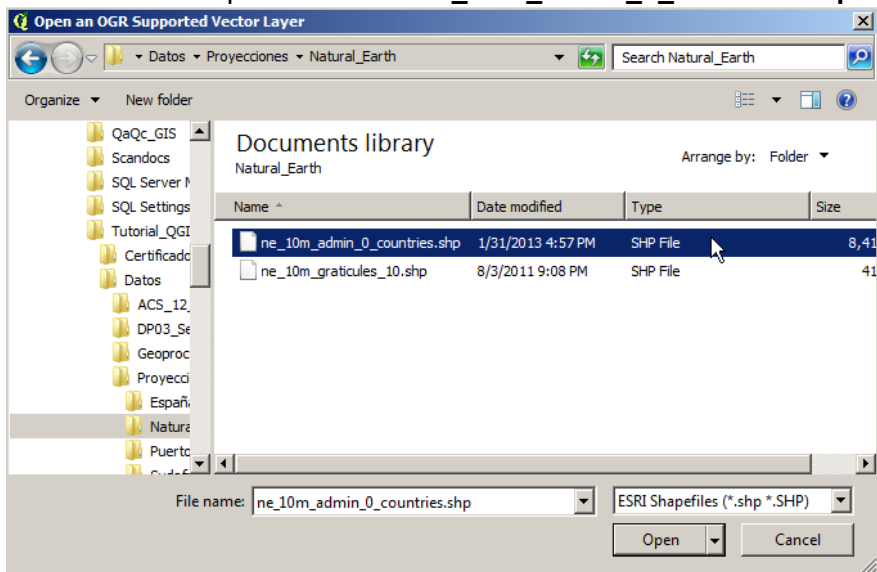 Open an OGR Supported Vector Layer
Datos Proyecciones Natural_Earth
Search Natural_Earth
Organize New folder
QaQc_GIS
Scandocs
SQL Server
SQL Settings
Tutorial_QGI
Certificado
Datos
ACS_12_
DP03_Se
Geoproc
Proyecci
Españ
Natura
Puerto
Documents library
Natural_Earth
Arrange by: Folder
Name Date modified Type Size
ne_10m_admin_0_countries.shp 1/31/2013 4:57 PM SHP File 8,41
ne_10m_graticules_10.shp 8/3/2011 9:08 PM SHP File 41
File name: ne_10m_admin_0_countries.shp ESRI Shapefiles (*.shp *.SHP)
Open Cancel